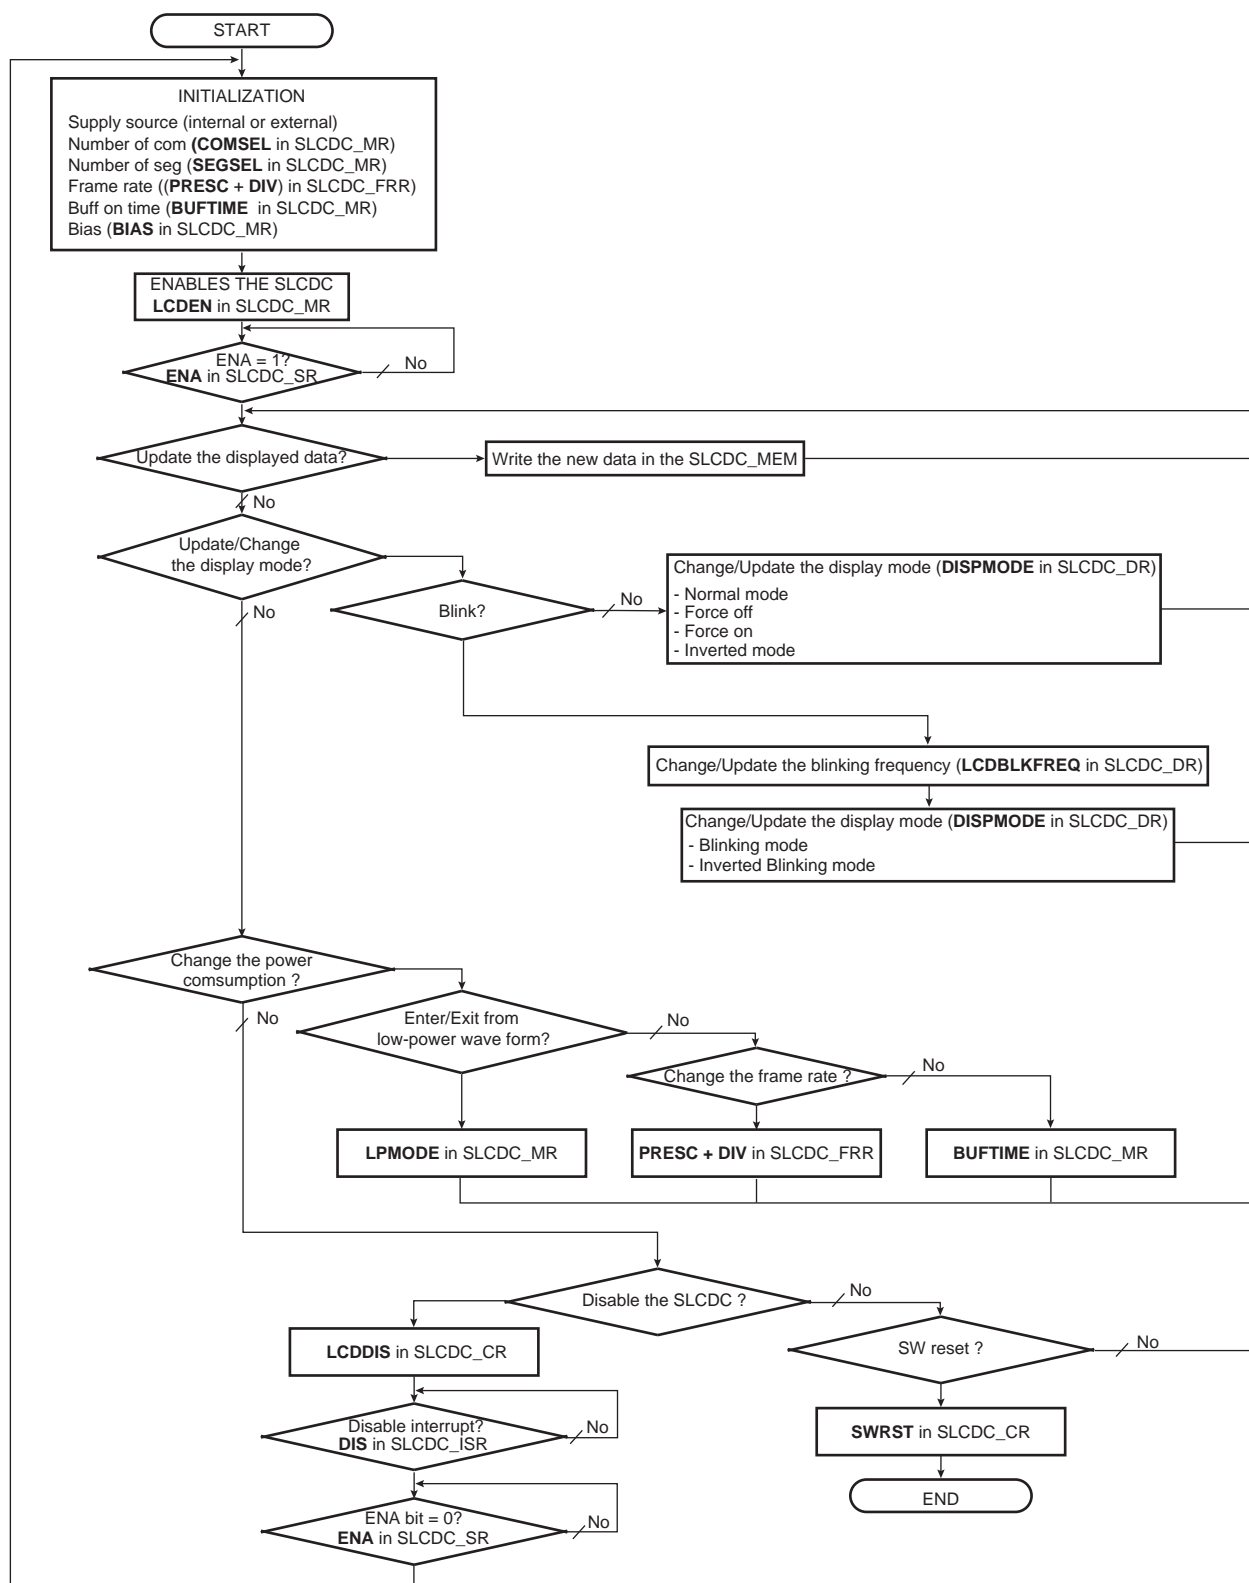 START
INITIALIZATION
Supply source (internal or external)
Number of com (COMSEL in SLCDC_MR)
Number of seg (SEGSEL in SLCDC_MR)
Frame rate ((PRESC + DIV) in SLCDC_FRR)
Buff on time (BUFTIME in SLCDC_MR)
Bias (BIAS in SLCDC_MR)
ENABLES THE SLCDC
LCDEN in SLCDC_MR
ENA = 1?
ENA in SLCDC_SR
No
Update the displayed data?
Write the new data in the SLCDC_MEM
No
Update/Change
the display mode?
No
Blink?
No
Change/Update the display mode (DISPMODE in SLCDC_DR)
- Normal mode
- Force off
- Force on
- Inverted mode
Change/Update the blinking frequency (LCDBLKFREQ in SLCDC_DR)
Change/Update the display mode (DISPMODE in SLCDC_DR)
- Blinking mode
- Inverted Blinking mode
Change the power
comsumption ?
No
Enter/Exit from
low-power wave form?
No
Change the frame rate ?
No
LPMODE in SLCDC_MR
PRESC + DIV in SLCDC_FRR
BUFTIME in SLCDC_MR
Disable the SLCDC ?
No
LCDDIS in SLCDC_CR
SW reset ?
No
Disable interrupt?
DIS in SLCDC_ISR
No
SWRST in SLCDC_CR
END
ENA bit = 0?
ENA in SLCDC_SR
No